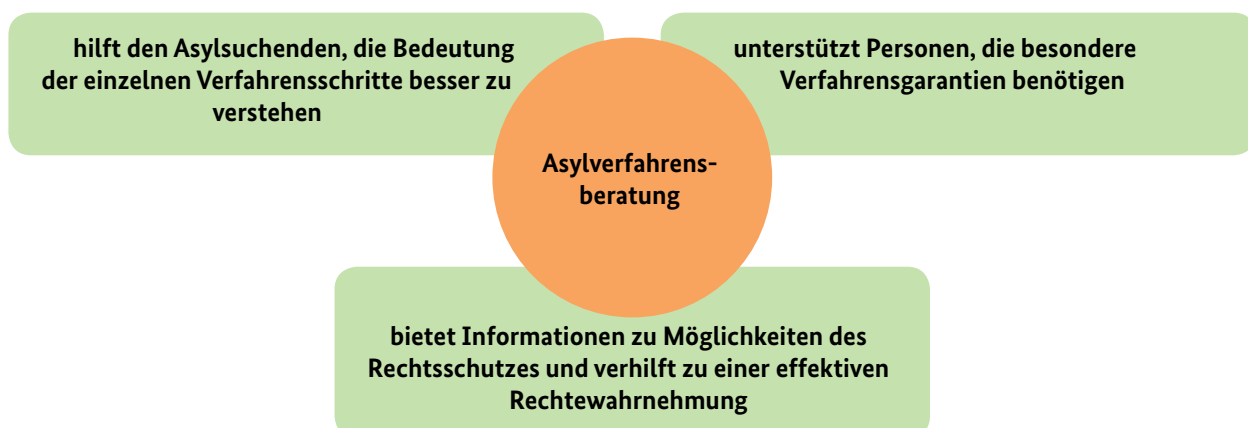 hilft den Asylsuchenden, die Bedeutung
der einzelnen Verfahrensschritte besser zu
verstehen
unterstützt Personen, die besondere
Verfahrensgarantien benötigen
Asylverfahrens-
beratung
bietet Informationen zu Möglichkeiten des
Rechtsschutzes und verhilft zu einer effektiven
Rechtewahrnehmung